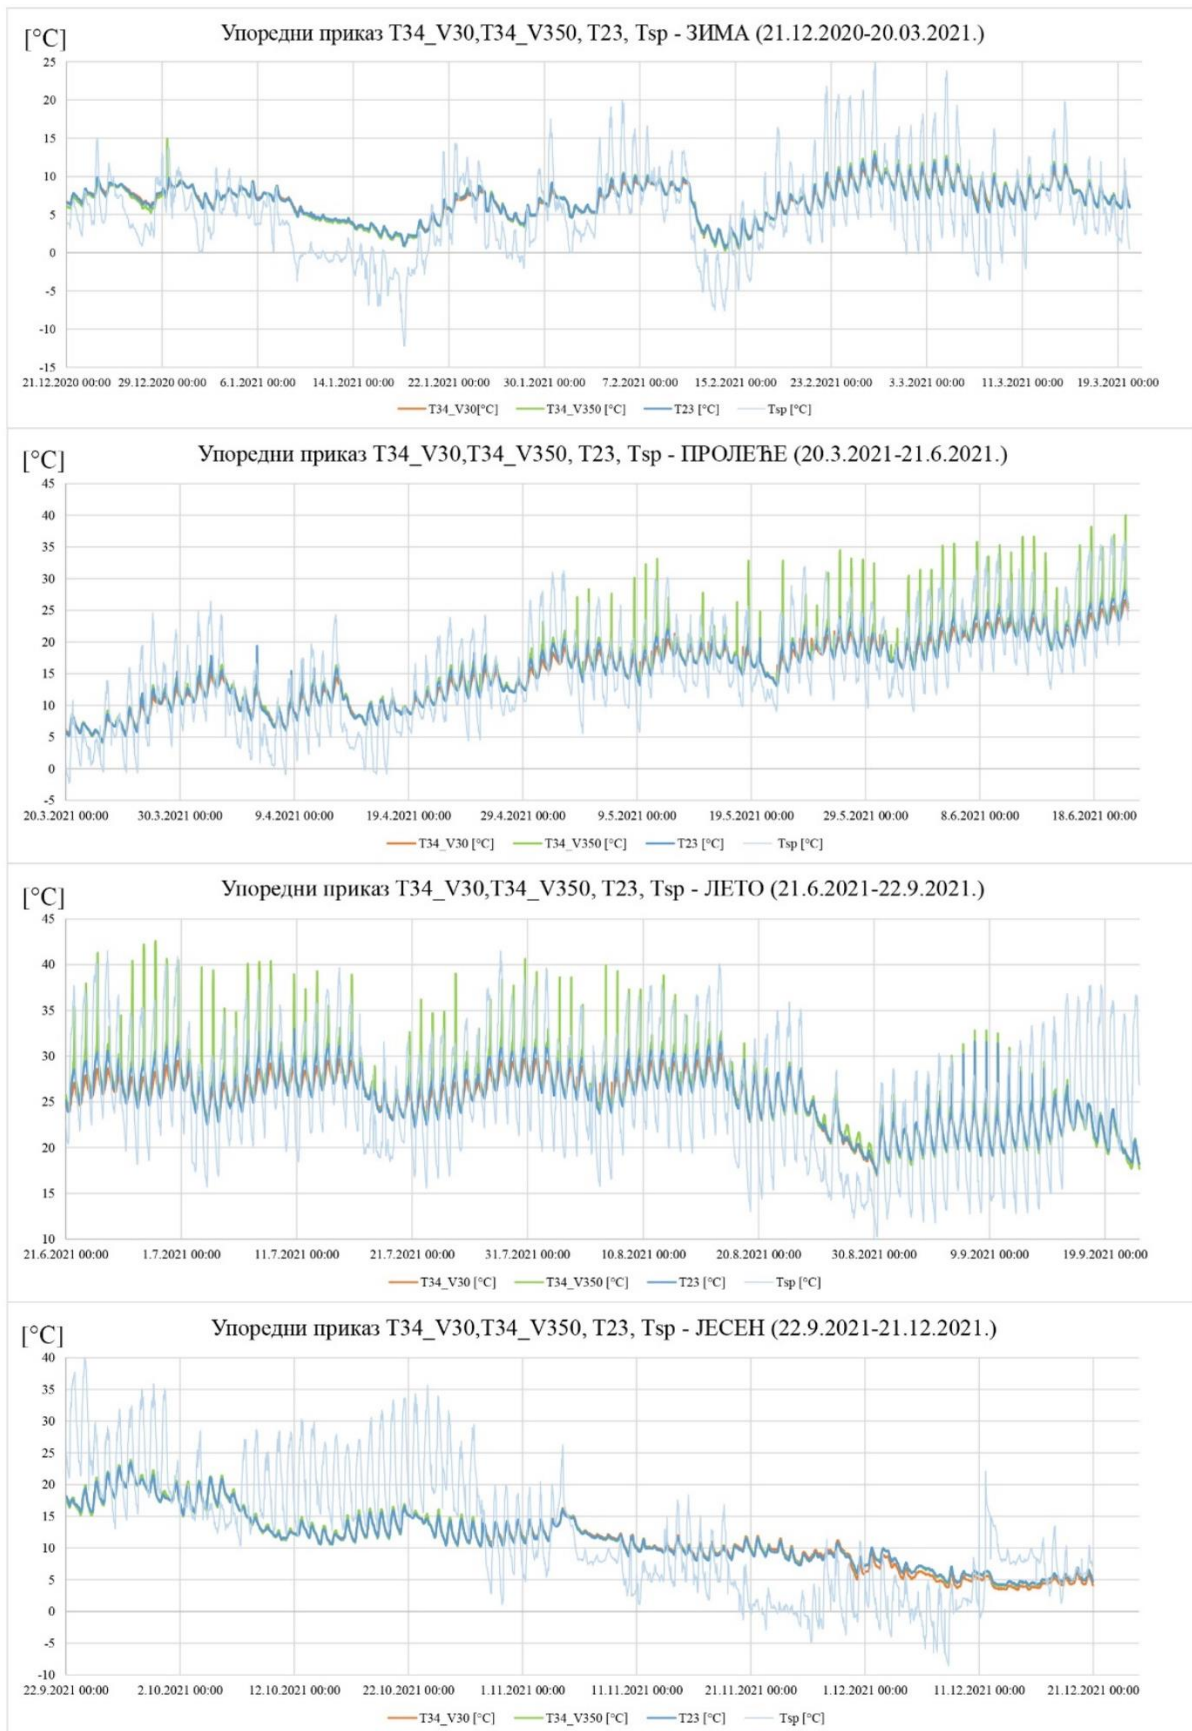 [°C]
Упоредни приказ T34_V30,T34_V350, T23, Tsp - ЗИМА (21.12.2020-20.03.2021.)
25
20
15
10
5
0
-5
-10
-15
21.12.2020 00:00 29.12.2020 00:00 6.1.2021 00:00 14.1.2021 00:00 22.1.2021 00:00 30.1.2021 00:00 7.2.2021 00:00 15.2.2021 00:00 23.2.2021 00:00 3.3.2021 00:00 11.3.2021 00:00 19.3.2021 00:00
T34_V30[°C] T34_V350 [°C] T23 [°C] Tsp [°C]
[°C]
Упоредни приказ T34_V30,T34_V350, T23, Tsp - ПРОЛЕЋЕ (20.3.2021-21.6.2021.)
45
40
35
30
25
20
15
10
5
0
-5
20.3.2021 00:00 30.3.2021 00:00 9.4.2021 00:00 19.4.2021 00:00 29.4.2021 00:00 9.5.2021 00:00 19.5.2021 00:00 29.5.2021 00:00 8.6.2021 00:00 18.6.2021 00:00
T34_V30 [°C] T34_V350 [°C] T23 [°C] Tsp [°C]
[°C]
Упоредни приказ T34_V30,T34_V350, T23, Tsp - ЛЕТО (21.6.2021-22.9.2021.)
45
40
35
30
25
20
15
10
21.6.2021 00:00 1.7.2021 00:00 11.7.2021 00:00 21.7.2021 00:00 31.7.2021 00:00 10.8.2021 00:00 20.8.2021 00:00 30.8.2021 00:00 9.9.2021 00:00 19.9.2021 00:00
T34_V30 [°C] T34_V350 [°C] T23 [°C] Tsp [°C]
[°C]
Упоредни приказ T34_V30,T34_V350, T23, Tsp - ЈЕСЕН (22.9.2021-21.12.2021.)
40
35
30
25
20
15
10
5
0
-5
-10
22.9.2021 00:00 2.10.2021 00:00 12.10.2021 00:00 22.10.2021 00:00 1.11.2021 00:00 11.11.2021 00:00 21.11.2021 00:00 1.12.2021 00:00 11.12.2021 00:00 21.12.2021 00:00
T34_V30 [°C] T34_V350 [°C] T23 [°C] Tsp [°C]